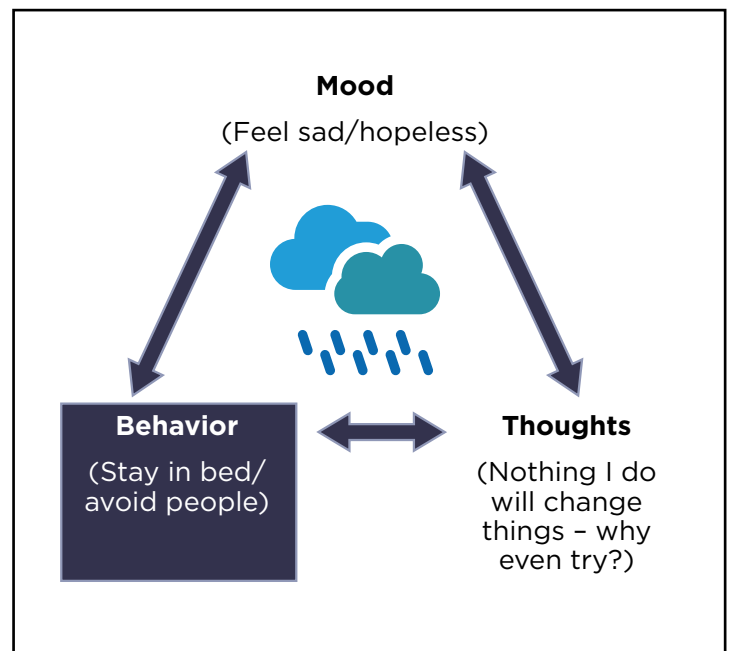 Mood
(Feel sad/hopeless)
Behavior
(Stay in bed/
avoid people)
Thoughts
(Nothing I do
will change
things – why
even try?)